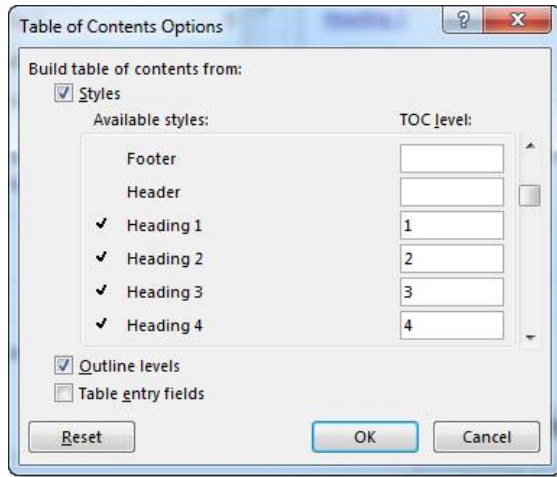 Table of Contents Options
Build table of contents from:
Styles
Available styles: TOC level:
Footer
Header
Heading 1 1
Heading 2 2
Heading 3 3
Heading 4 4
Outline levels
Table entry fields
Reset OK Cancel